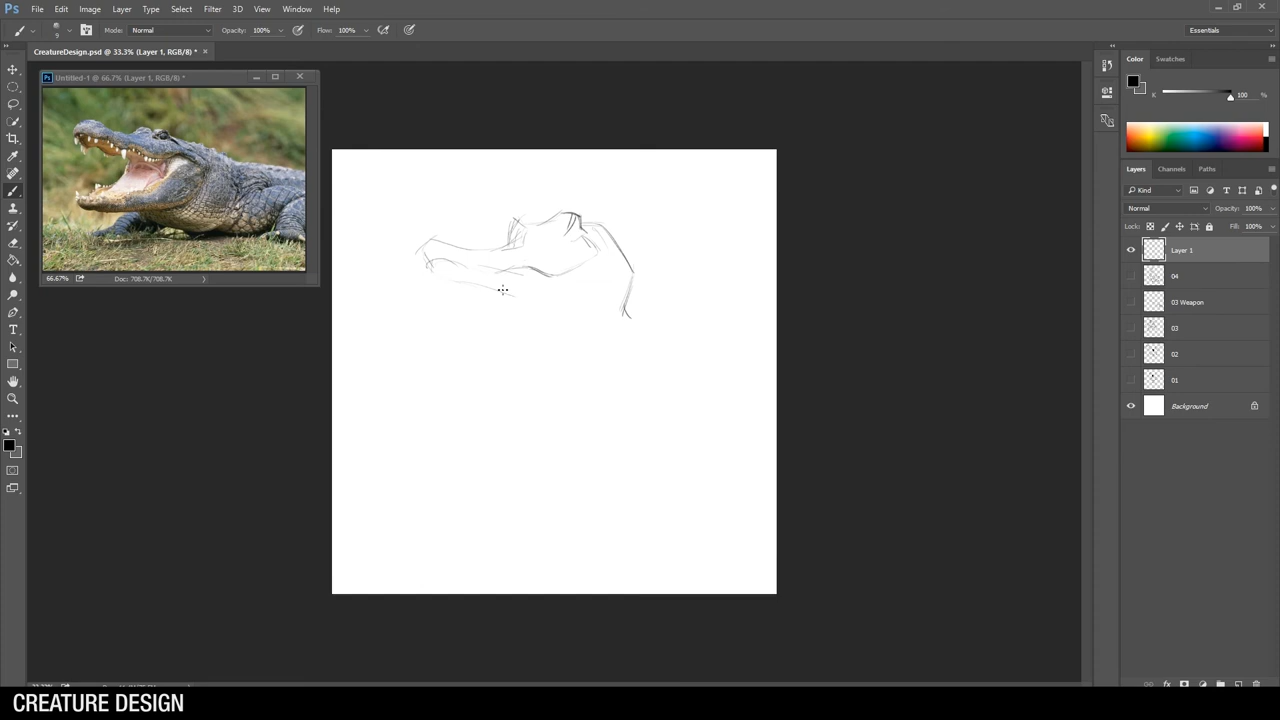 Ps File Edit Image Layer Type Select Filter 3D View Window Help
9 Mode: Normal Opacity: 100% Flow: 100% Essentials
CreatureDesign.psd @ 33.3% (Layer 1, RGB/8) * ×
Color Swatches
Ps Untitled-1 @ 66.7% (Layer 1, RGB/8) *
K 100 %
Layers Channels Paths
Kind
Normal Opacity: 100%
Lock: Fill: 100%
Layer 1
04
66.67% Doc: 708.7K/708.7K
03 Weapon
03
02
01
Background
CREATURE DESIGN